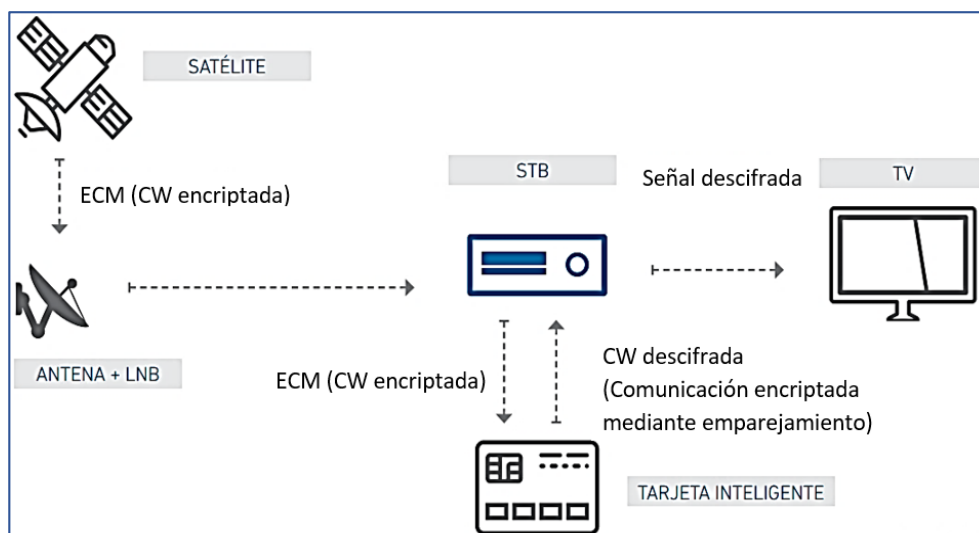 SATÉLITE
ECM (CW encriptada)
STB
Señal descifrada
TV
ANTENA + LNB
ECM (CW encriptada)
CW descifrada
(Comunicación encriptada
mediante emparejamiento)
TARJETA INTELIGENTE